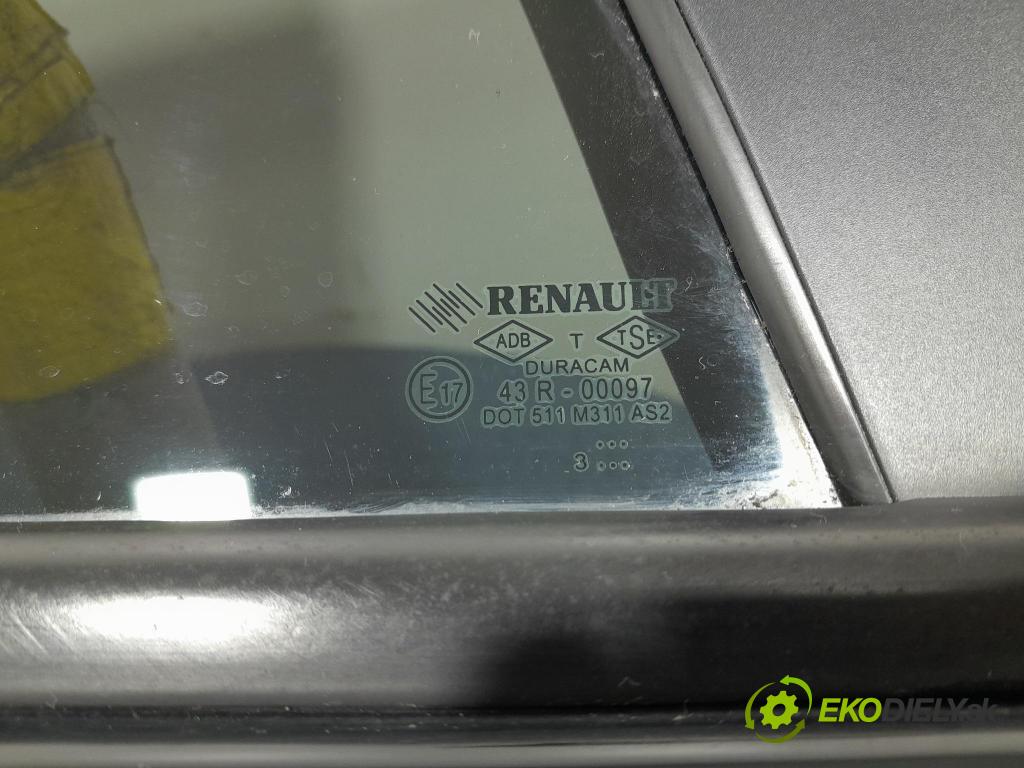 RENAULT
ADB T TSE
DURACAM
E17 43 R - 00097
DOT 511 M311 AS2
...
3 ...
EKODIELY.sk